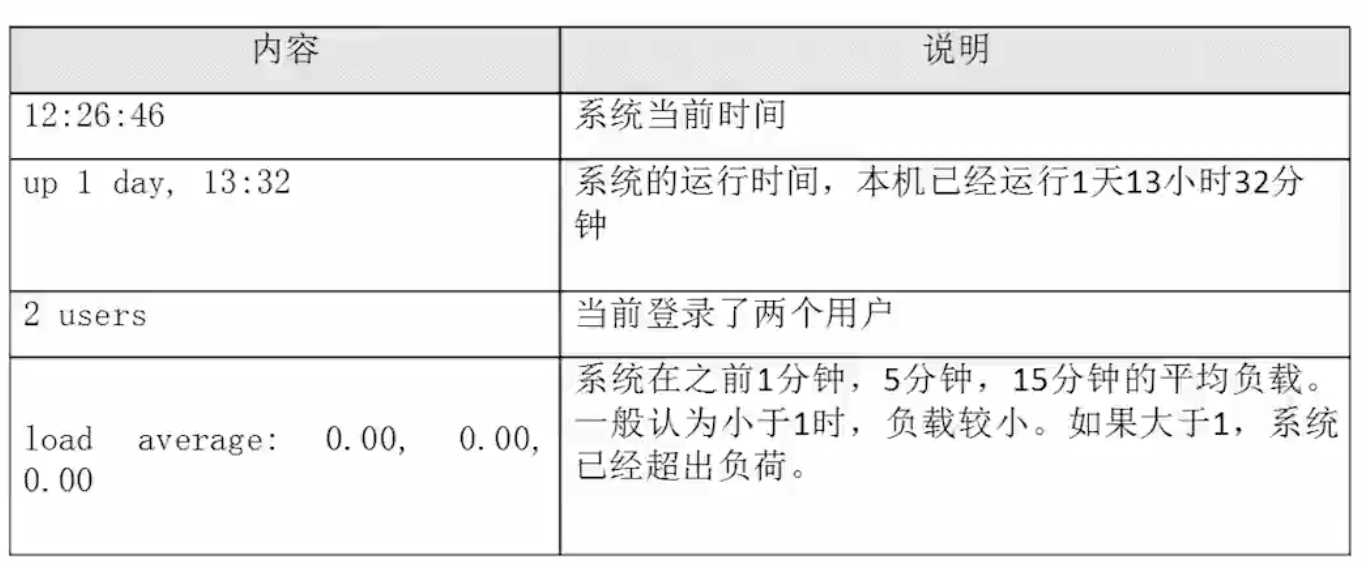 内容 说明
12:26:46 系统当前时间
up 1 day, 13:32 系统的运行时间，本机已经运行1天13小时32分
钟
2 users 当前登录了两个用户
load average: 0.00, 0.00,
0.00
系统在之前1分钟，5分钟，15分钟的平均负载。
一般认为小于1时，负载较小。如果大于1，系统
已经超出负荷。